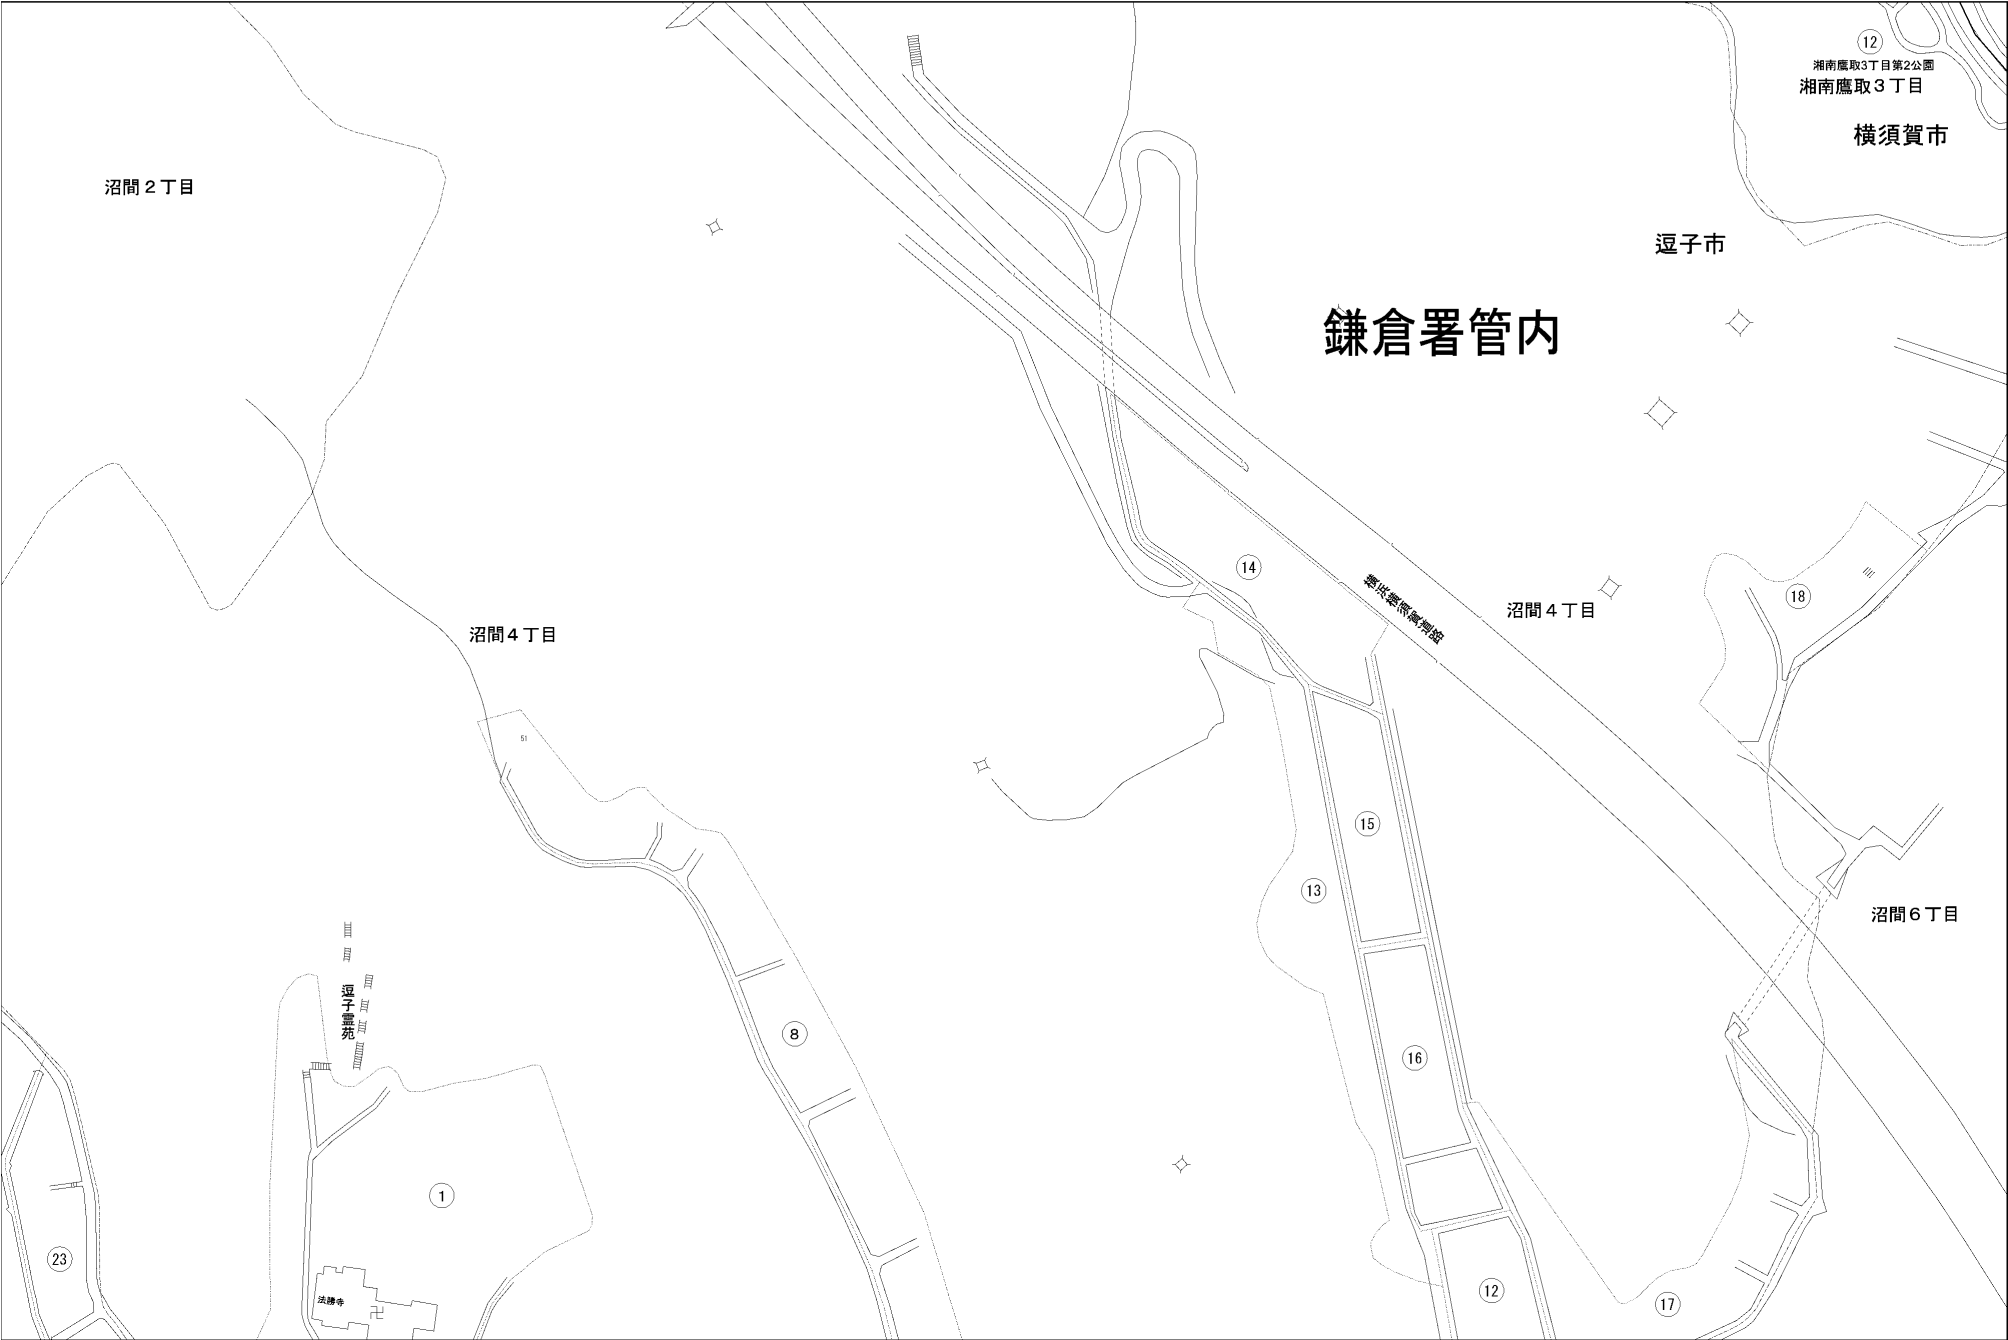 12
湘南鷹取3丁目第2公園
湘南鷹取3丁目
横須賀市
沼間2丁目
逗子市
鎌倉署管内
14
横浜横須賀道路
沼間4丁目
18
沼間4丁目
51
15
13
沼間6丁目
逗子霊苑
8
16
1
23
法勝寺
卍
12
17